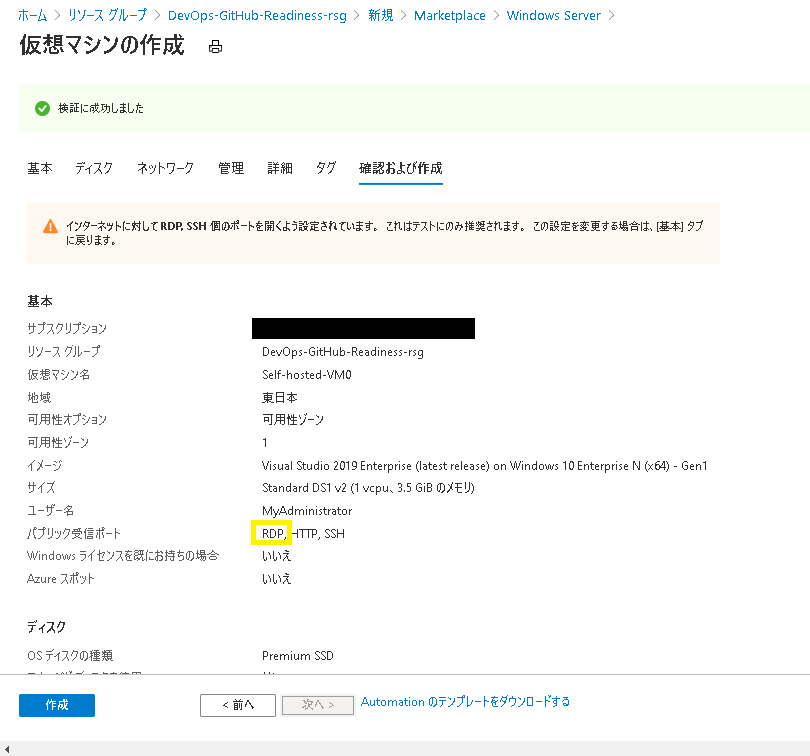 ホーム > リソース グループ > DevOps-GitHub-Readiness-rsg > 新規 > Marketplace > Windows Server >
仮想マシンの作成
検証に成功しました
基本 ディスク ネットワーク 管理 詳細 タグ 確認および作成
インターネットに対して RDP, SSH 個のポートを開くよう設定されています。 これはテストにのみ推奨されます。 この設定を変更する場合は、[基本] タブ
に戻ります。
基本
サブスクリプション
リソース グループ DevOps-GitHub-Readiness-rsg
仮想マシン名 Self-hosted-VM0
地域 東日本
可用性オプション 可用性ゾーン
可用性ゾーン 1
イメージ Visual Studio 2019 Enterprise (latest release) on Windows 10 Enterprise N (x64) - Gen1
サイズ Standard DS1 v2 (1 vcpu、3.5 GiB のメモリ)
ユーザー名 MyAdministrator
パブリック受信ポート RDP, HTTP, SSH
Windows ライセンスを既にお持ちの場合 いいえ
Azure スポット いいえ
ディスク
OS ディスクの種類 Premium SSD
作成 < 前へ 次へ > Automation のテンプレートをダウンロードする